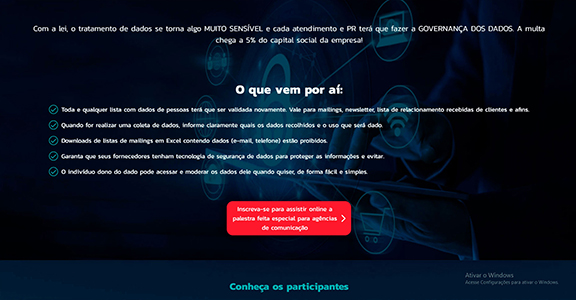 Com a lei, o tratamento de dados se torna algo MUITO SENSÍVEL e cada atendimento e PR terá que fazer a GOVERNANÇA DOS DADOS. A multa
chega a 5% do capital social da empresa!
O que vem por aí:
Toda e qualquer lista com dados de pessoas terá que ser validada novamente. Vale para mailings, newsletter, lista de relacionamento recebidas de clientes e afins.
Quando for realizar uma coleta de dados, informe claramente quais os dados recolhidos e o uso que será dado.
Downloads de listas de mailings em Excel contendo dados (e-mail, telefone) estão proibidos.
Garanta que seus fornecedores tenham tecnologia de segurança de dados para proteger as informações e evitar.
O Indivíduo dono do dado pode acessar e moderar os dados dele quando quiser, de forma fácil e simples.
Inscreva-se para assistir online a
palestra feita especial para agências
de comunicação
Ativar o Windows
Acesse Configurações para ativar o Windows.
Conheça os participantes